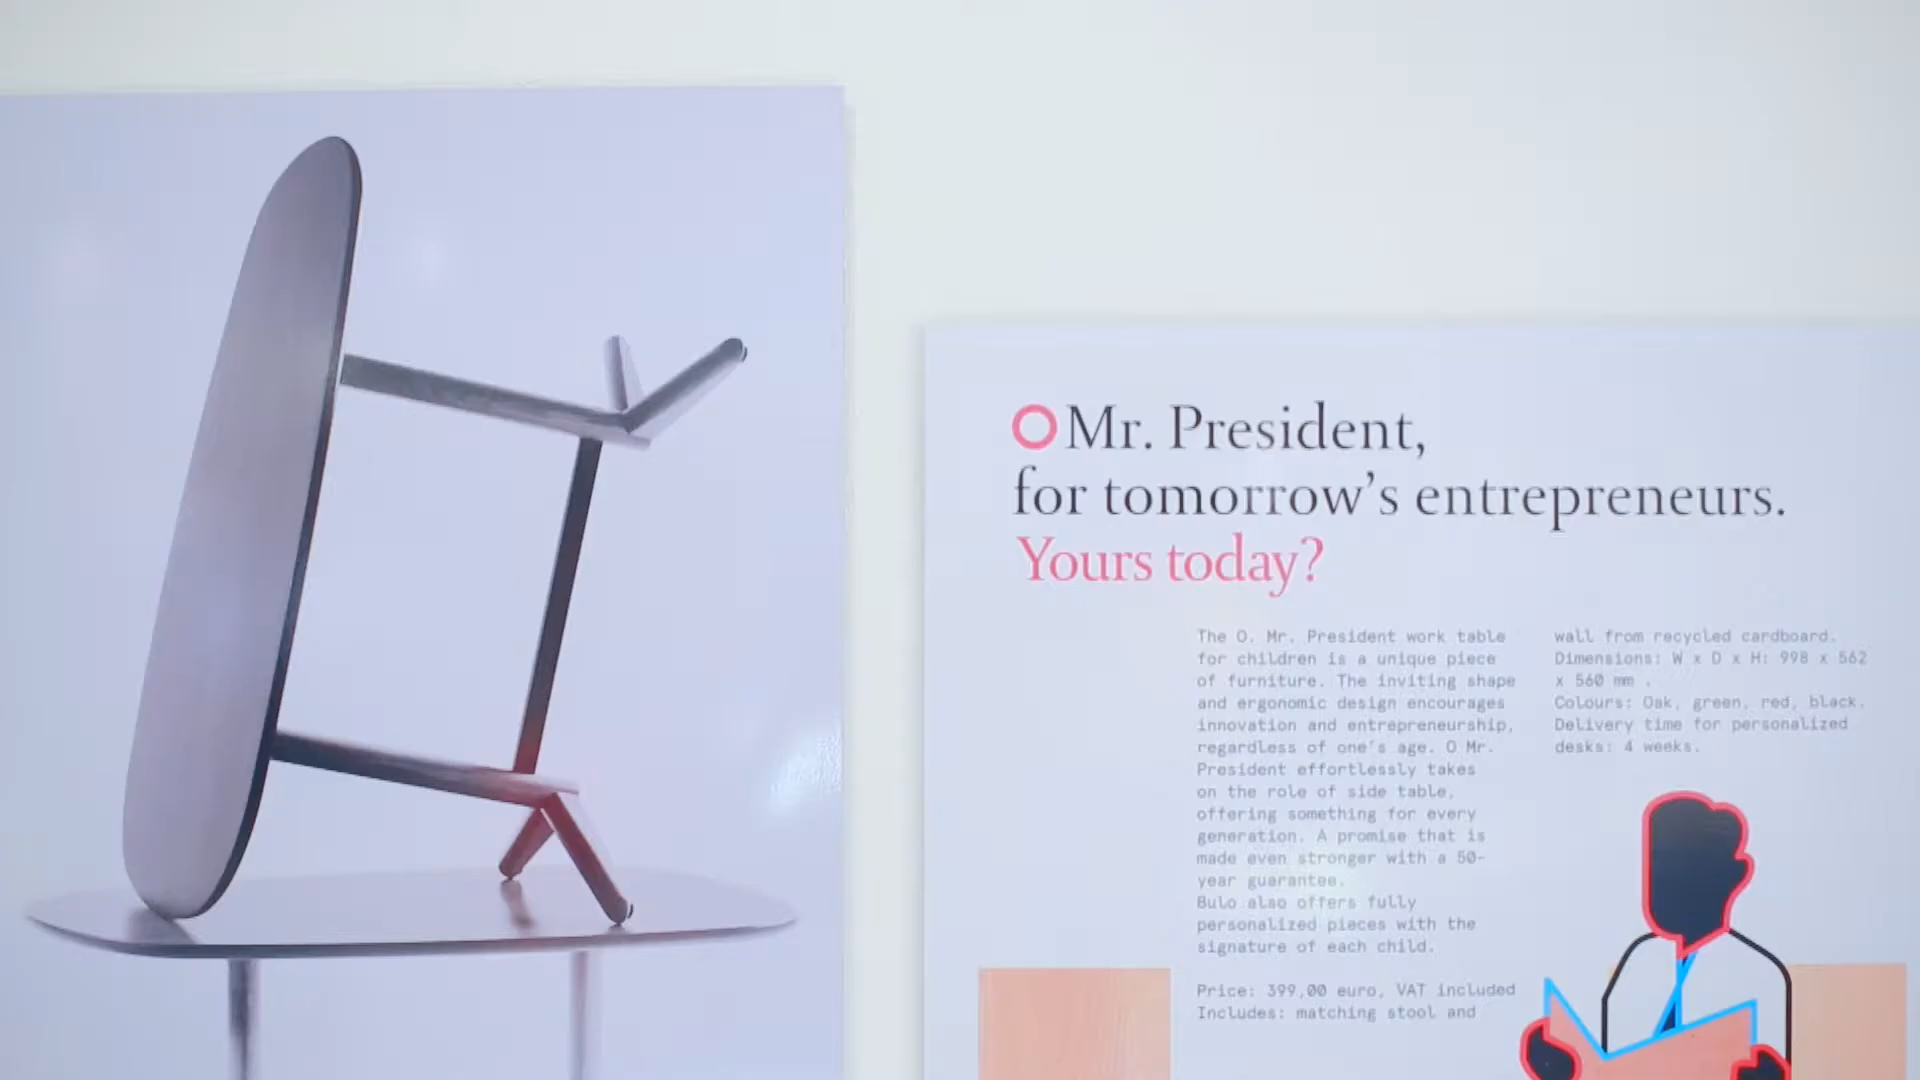 Mr. President,
for tomorrow's entrepreneurs.
Yours today?
The O. Mr. President work table
for children is a unique piece
of furniture. The inviting shape
and ergonomic design encourages
innovation and entrepreneurship,
regardless of one's age. O Mr.
President effortlessly takes
on the role of side table,
offering something for every
generation. A promise that is
made even stronger with a 50-
year guarantee.
Bulo also offers fully
personalized pieces with the
signature of each child.
Price: 399,00 euro, VAT included
Includes: matching stool and
wall from recycled cardboard.
Dimensions: W x D x H: 998 x 562
x 560 mm .
Colours: Oak, green, red, black.
Delivery time for personalized
desks: 4 weeks.